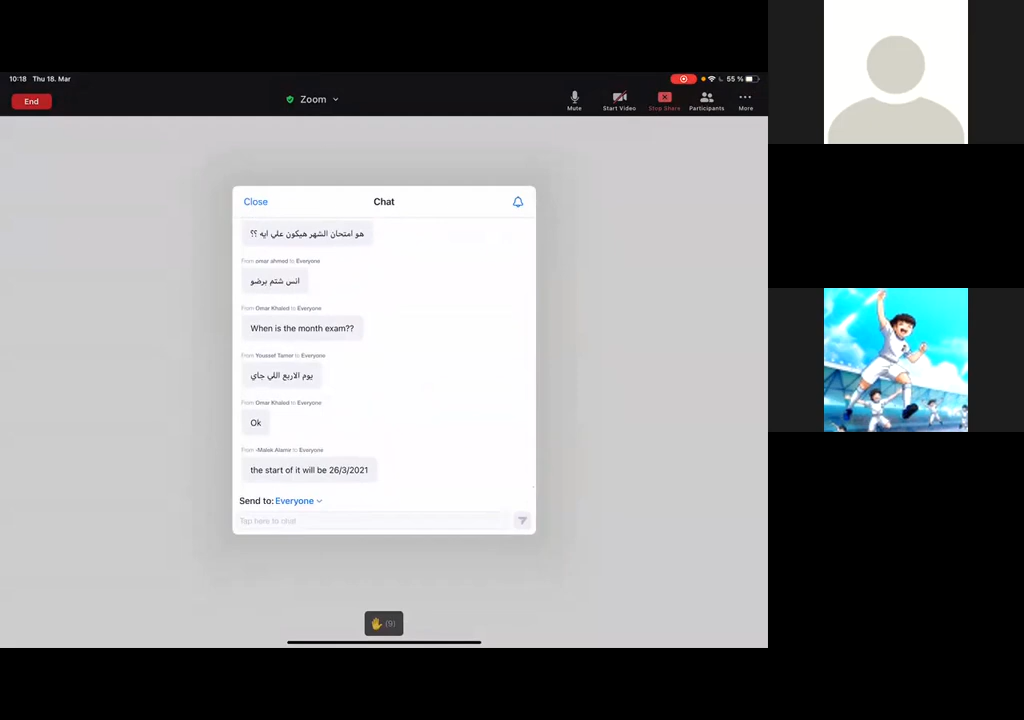 10:18 Thu 18. Mar
55 %
End
Zoom
Mute
Start Video
Stop Share
Participants
More
Close
Chat
هو امتحان الشهر هيكون علي ايه ؟؟
From omar ahmed to Everyone
انس شتم برضو
From Omar Khaled to Everyone
When is the month exam??
From Youssef Tamer to Everyone
يوم الاربع اللي جاي
From Omar Khaled to Everyone
Ok
From -Malek Alamir to Everyone
the start of it will be 26/3/2021
Send to: Everyone
Tap here to chat
(9)